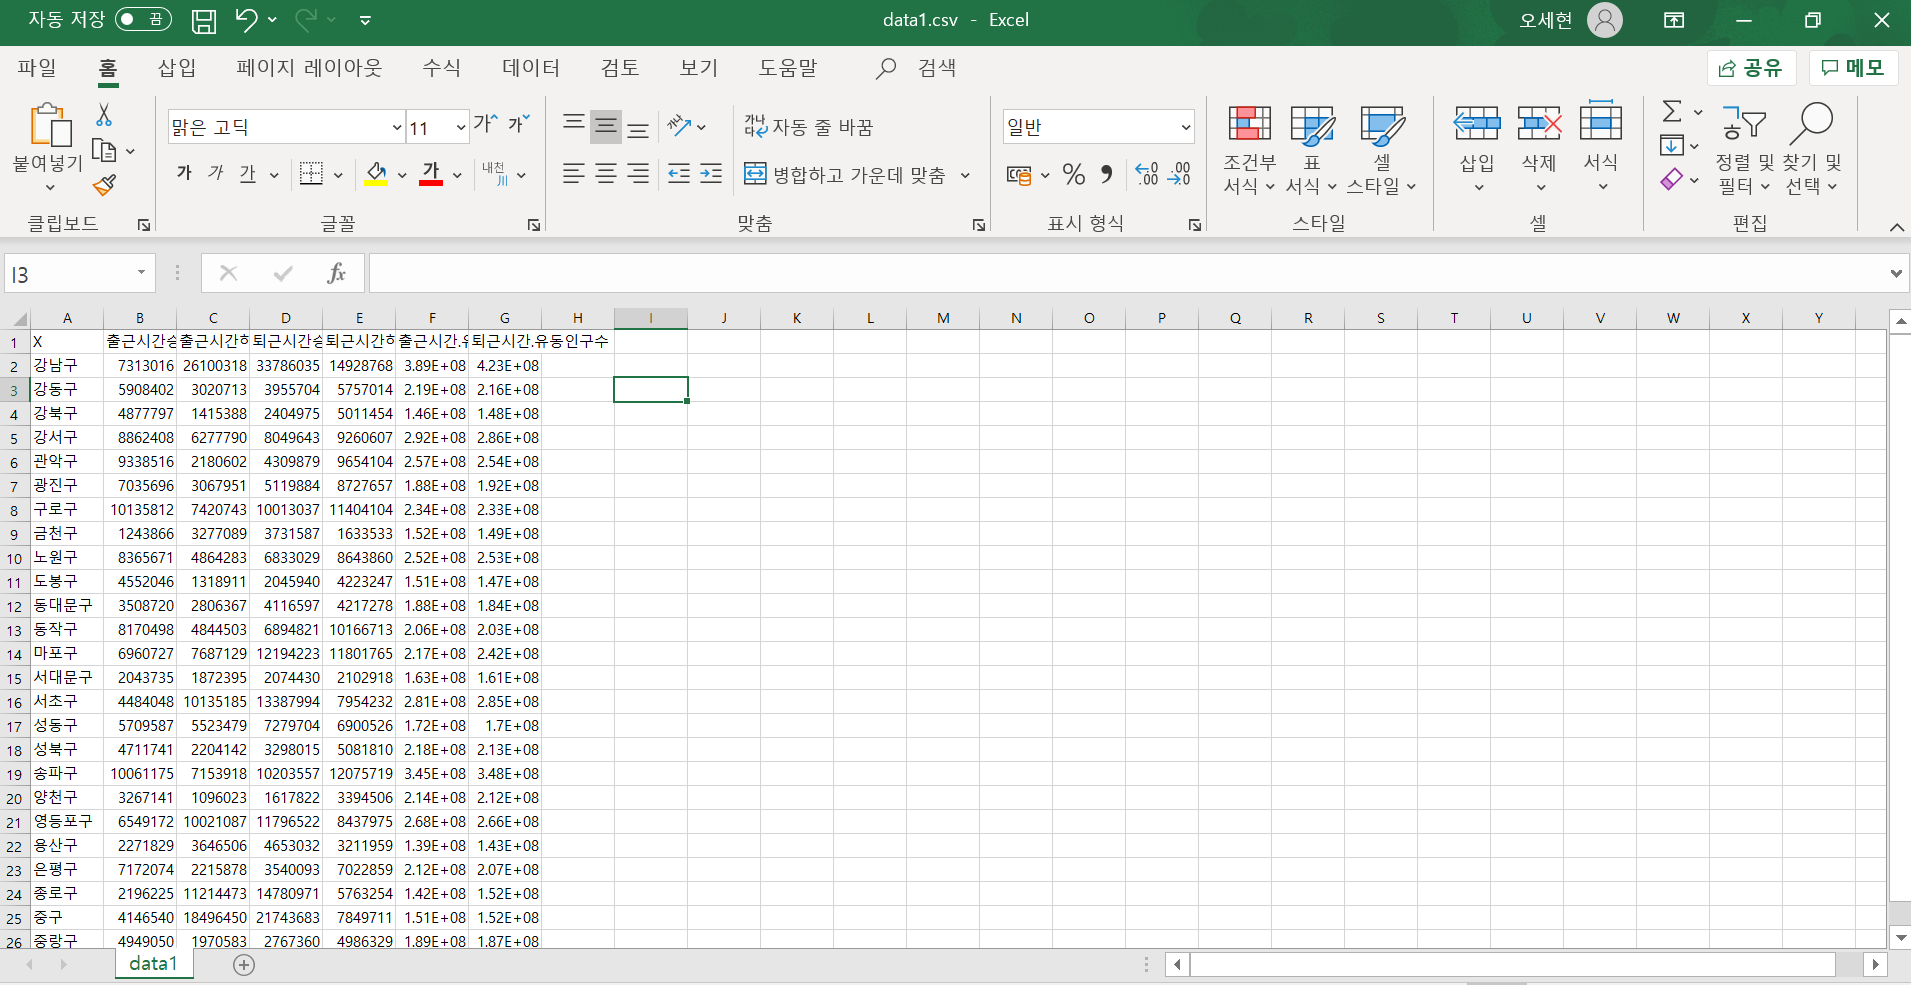 자동 저장 끔 data1.csv - Excel 오세현
파일 홈 삽입 페이지 레이아웃 수식 데이터 검토 보기 도움말 검색 공유 메모
붙여넣기 클립보드
맑은 고딕 11 가 가
가 가 가 가 내천 川
글꼴
가나다라 자동 줄 바꿈
병합하고 가운데 맞춤
맞춤
일반
% , .00 .00
표시 형식
조건부 서식 표 서식 셀 스타일
스타일
삽입 삭제 서식
셀
정렬 및 필터 찾기 및 선택
편집
I3 fx
A B C D E F G H I J K L M N O P Q R S T U V W X Y
1 X 출근시간승 출근시간하 퇴근시간승 퇴근시간하 출근시간.유 퇴근시간.유동인구수
2 강남구 7313016 26100318 33786035 14928768 3.89E+08 4.23E+08
3 강동구 5908402 3020713 3955704 5757014 2.19E+08 2.16E+08
4 강북구 4877797 1415388 2404975 5011454 1.46E+08 1.48E+08
5 강서구 8862408 6277790 8049643 9260607 2.92E+08 2.86E+08
6 관악구 9338516 2180602 4309879 9654104 2.57E+08 2.54E+08
7 광진구 7035696 3067951 5119884 8727657 1.88E+08 1.92E+08
8 구로구 10135812 7420743 10013037 11404104 2.34E+08 2.33E+08
9 금천구 1243866 3277089 3731587 1633533 1.52E+08 1.49E+08
10 노원구 8365671 4864283 6833029 8643860 2.52E+08 2.53E+08
11 도봉구 4552046 1318911 2045940 4223247 1.51E+08 1.47E+08
12 동대문구 3508720 2806367 4116597 4217278 1.88E+08 1.84E+08
13 동작구 8170498 4844503 6894821 10166713 2.06E+08 2.03E+08
14 마포구 6960727 7687129 12194223 11801765 2.17E+08 2.42E+08
15 서대문구 2043735 1872395 2074430 2102918 1.63E+08 1.61E+08
16 서초구 4484048 10135185 13387994 7954232 2.81E+08 2.85E+08
17 성동구 5709587 5523479 7279704 6900526 1.72E+08 1.7E+08
18 성북구 4711741 2204142 3298015 5081810 2.18E+08 2.13E+08
19 송파구 10061175 7153918 10203557 12075719 3.45E+08 3.48E+08
20 양천구 3267141 1096023 1617822 3394506 2.14E+08 2.12E+08
21 영등포구 6549172 10021087 11796522 8437975 2.68E+08 2.66E+08
22 용산구 2271829 3646506 4653032 3211959 1.39E+08 1.43E+08
23 은평구 7172074 2215878 3540093 7022859 2.12E+08 2.07E+08
24 종로구 2196225 11214473 14780971 5763254 1.42E+08 1.52E+08
25 중구 4146540 18496450 21743683 7849711 1.51E+08 1.52E+08
26 중랑구 4949050 1970583 2767360 4986329 1.89E+08 1.87E+08
data1